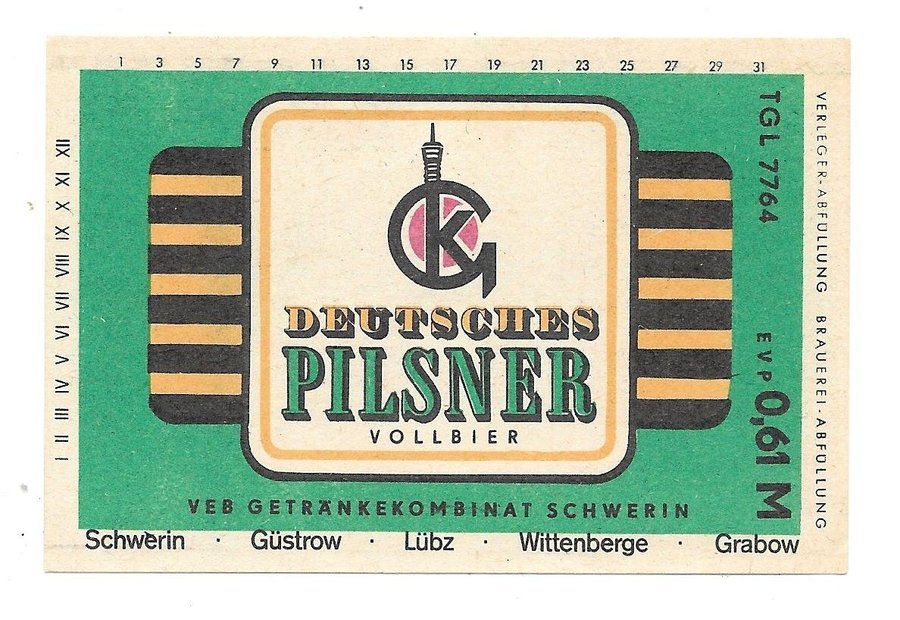 1 3 5 7 9 11 13 15 17 19 21 23 25 27 29 31
I II III IV V VI VII VIII IX X XI XII
GK
DEUTSCHES
PILSNER
VOLLBIER
VEB GETRÄNKEKOMBINAT SCHWERIN
Schwerin · Güstrow · Lübz · Wittenberge · Grabow
TGL 7764 EVP 0,61 M
VERLEGER-ABFÜLLUNG BRAUEREI-ABFÜLLUNG